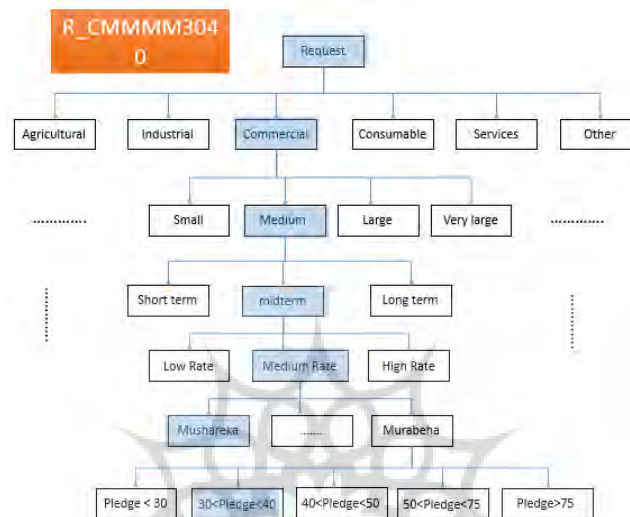 R_CMMMM304
0
Request
Agricultural
Industrial
Commercial
Consumable
Services
Other
.............
Small
Medium
Large
Very large
.............
Short term
midterm
Long term
Low Rate
Medium Rate
High Rate
Mushareka
.......
Murabeha
Pledge < 30
30<Pledge<40
40<Pledge<50
50<Pledge<75
Pledge>75